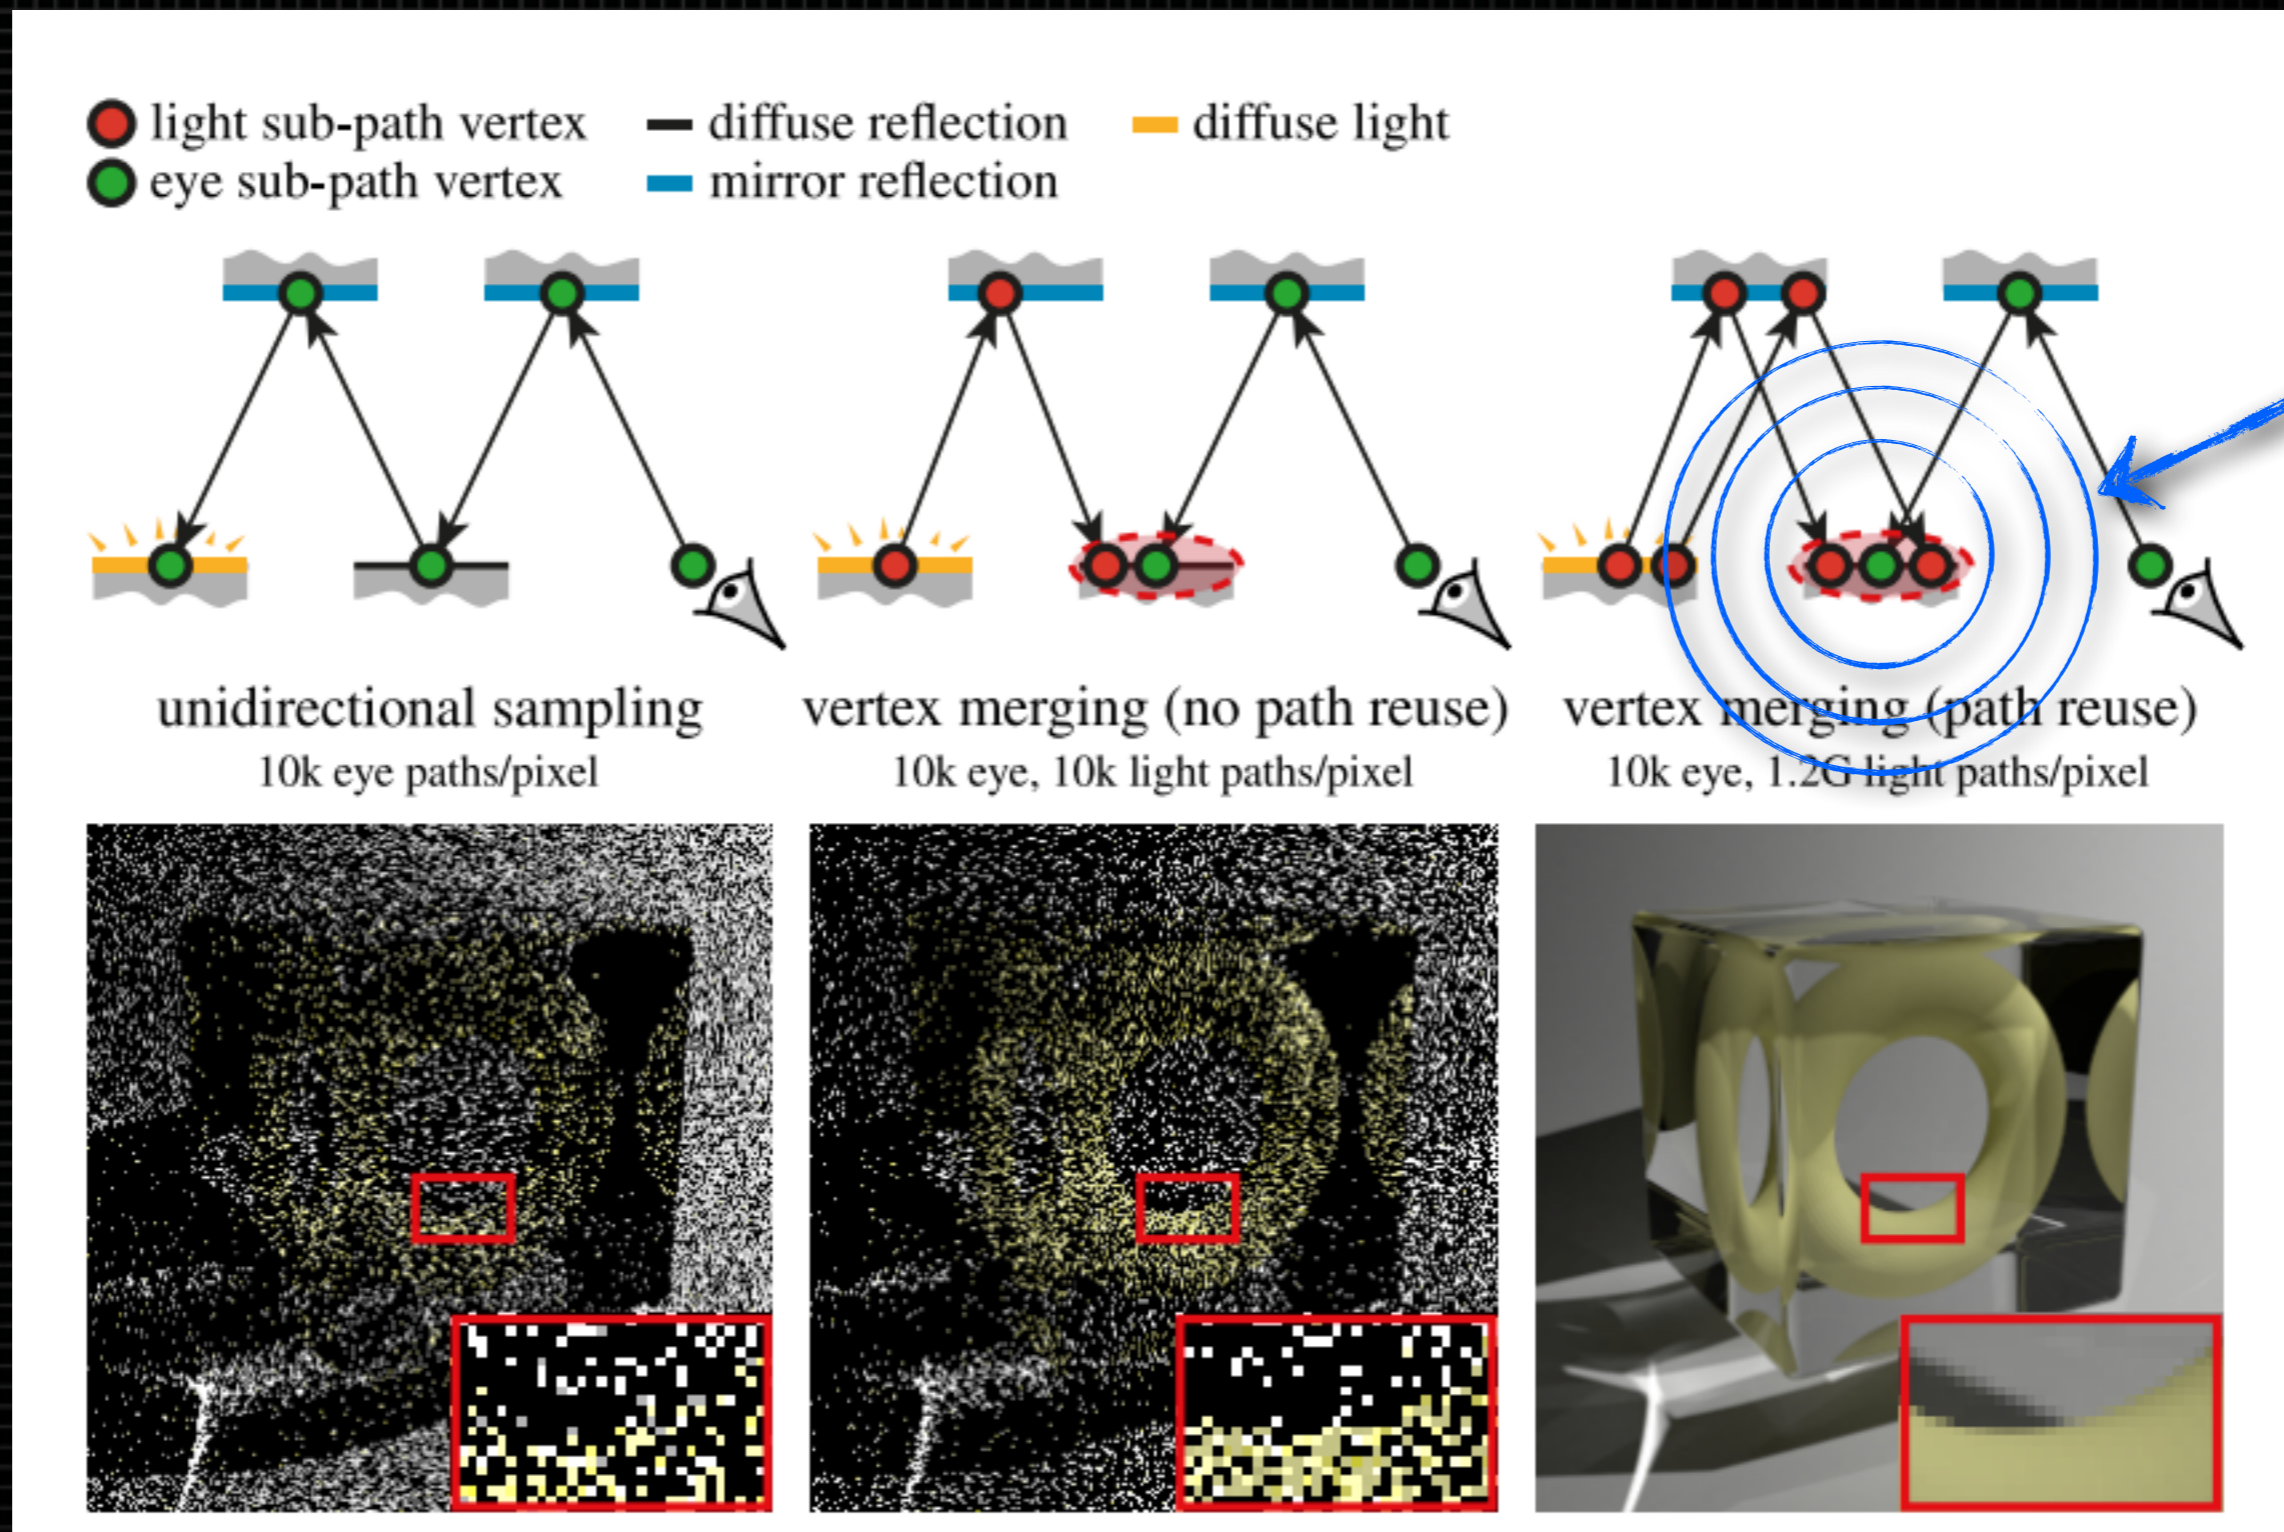 light sub-path vertex
diffuse reflection
diffuse light
eye sub-path vertex
mirror reflection
unidirectional sampling
10k eye paths/pixel
vertex merging (no path reuse)
10k eye, 10k light paths/pixel
vertex merging (path reuse)
10k eye, 1.2G light paths/pixel